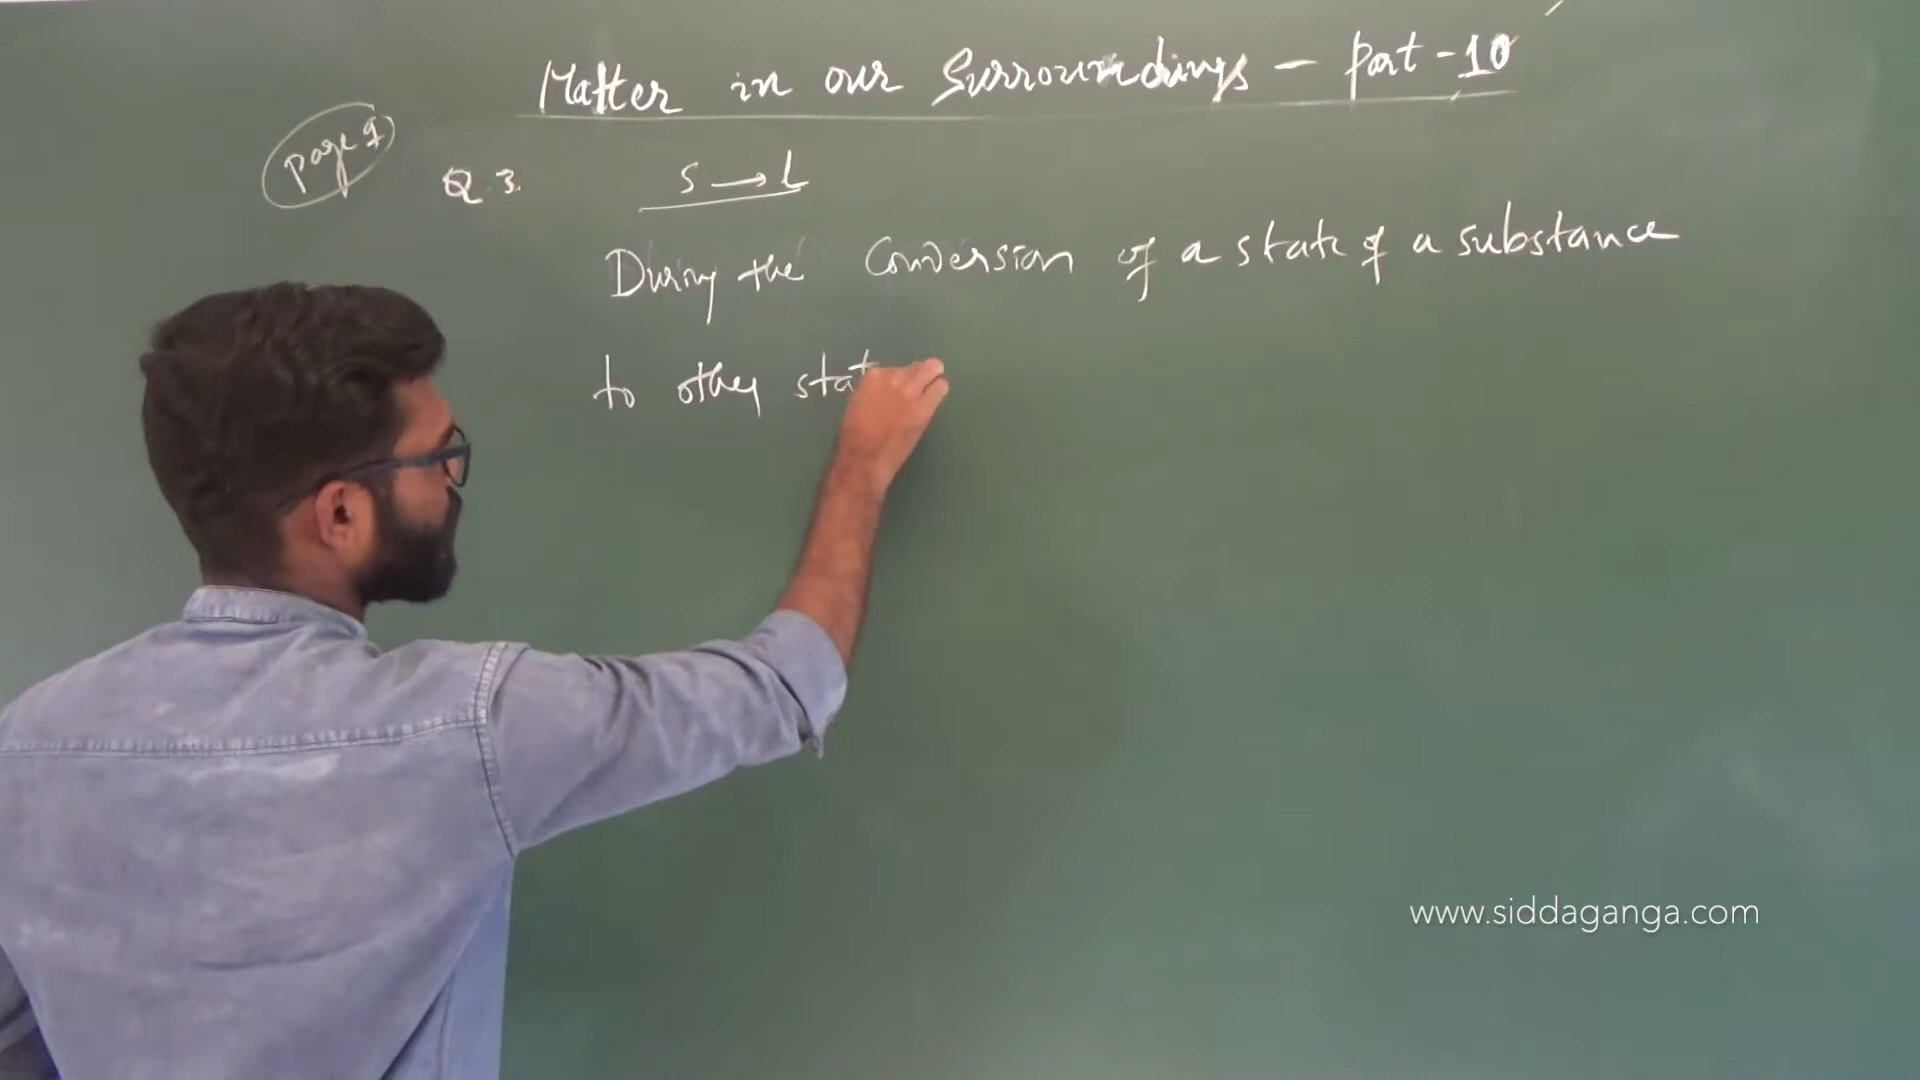 Matter in our Surroundings - Part-10
Page 9
Q.3. S → L
During the Conversion of a state of a substance
to other stat
www.siddaganga.com